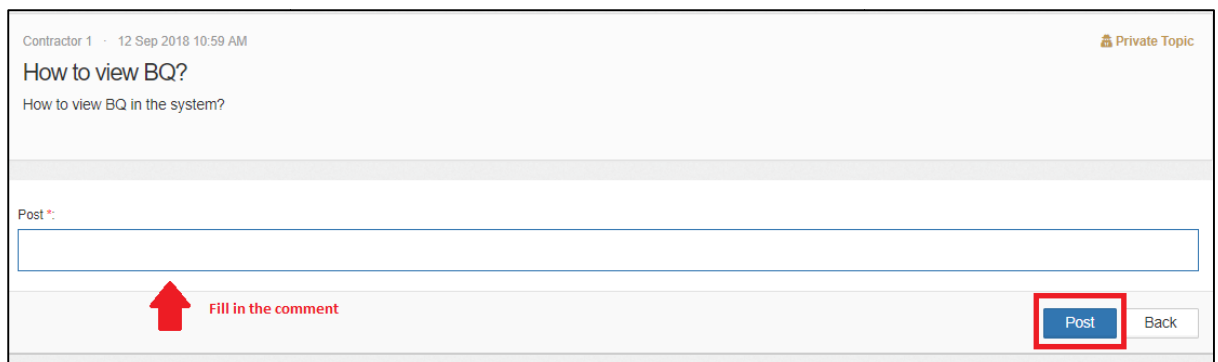 Contractor 1 · 12 Sep 2018 10:59 AM
Private Topic
How to view BQ?
How to view BQ in the system?
Post *:
Fill in the comment
Post
Back